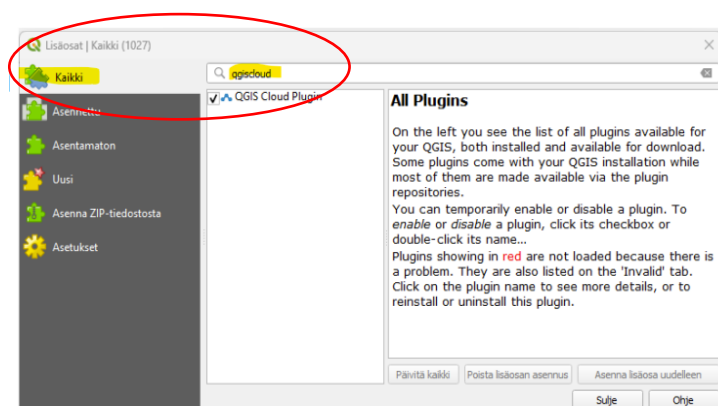 Lisäosat | Kaikki (1027)
Kaikki
qgiscloud
Asennettu
QGIS Cloud Plugin
Asentamaton
Uusi
Asenna ZIP-tiedostosta
Asetukset
All Plugins
On the left you see the list of all plugins available for
your QGIS, both installed and available for download.
Some plugins come with your QGIS installation while
most of them are made available via the plugin
repositories.
You can temporarily enable or disable a plugin. To
enable or disable a plugin, click its checkbox or
double-click its name...
Plugins showing in red are not loaded because there is
a problem. They are also listed on the 'Invalid' tab.
Click on the plugin name to see more details, or to
reinstall or uninstall this plugin.
Päivitä kaikki
Poista lisäosan asennus
Asenna lisäosa uudelleen
Sulje
Ohje